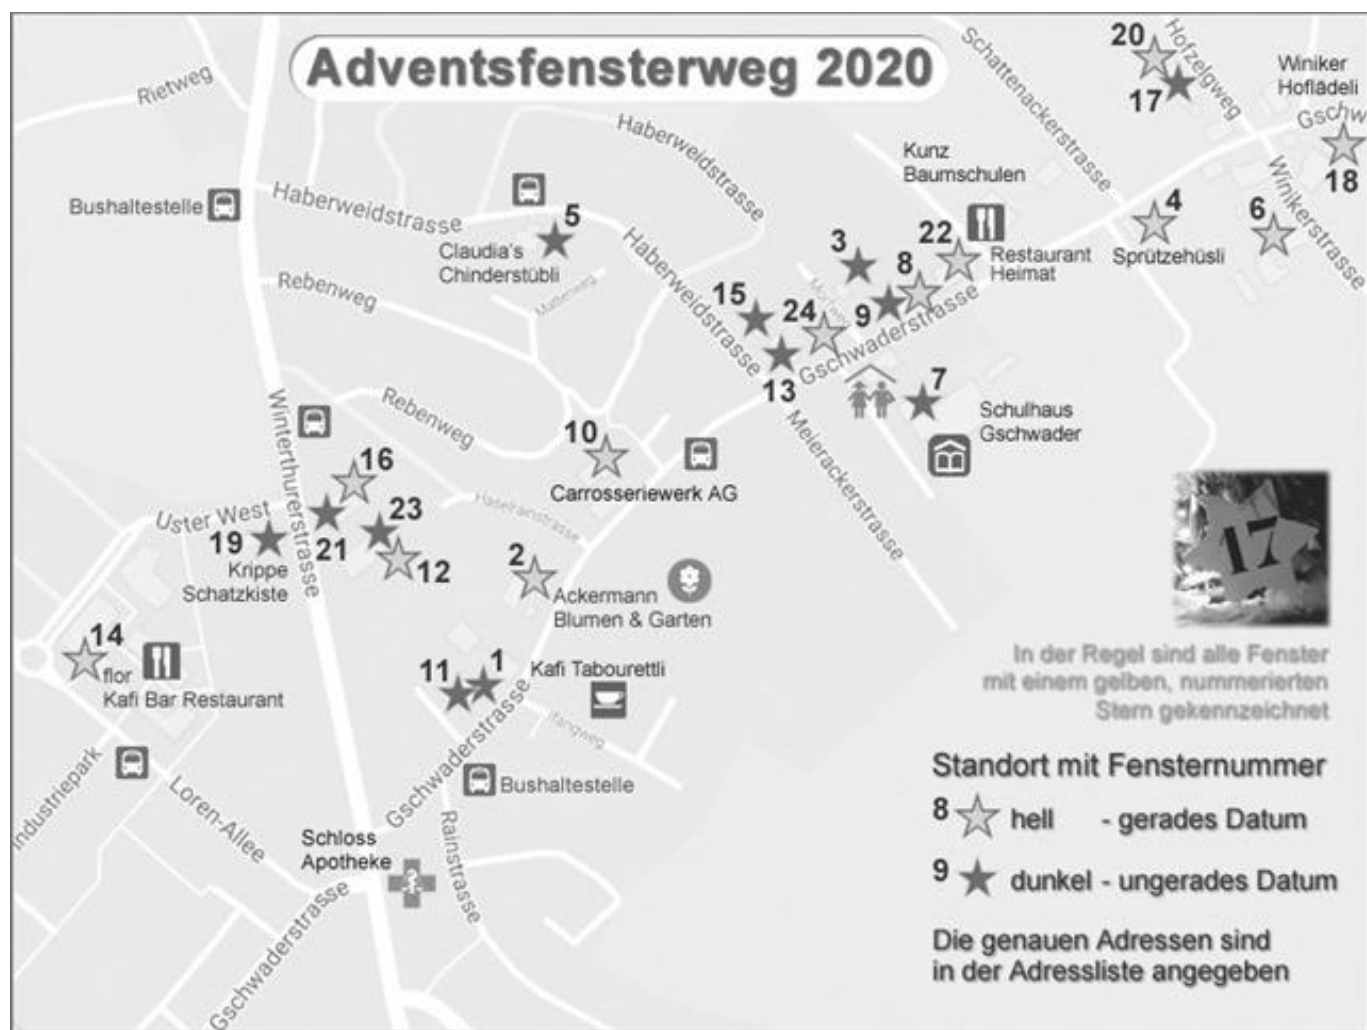 Adventsfensterweg 2020
Rietweg
Schattenackerstrasse
20
17
Hofzelgweg
Winiker
Hoflädeli
Gschw
18
Winikerstrasse
6
4
Sprützehüsli
Kunz
Baumschulen
22
Restaurant
Heimat
Haberweidstrasse
Bushaltestelle
Haberweidstrasse
5
Claudia's
Chinderstübli
Haberweidstrasse
Mattenweg
Rebenweg
3
8
9
15
24
13
Gschwaderstrasse
7
Schulhaus
Gschwader
Meierackerstrasse
Rebenweg
Winterthurerstrasse
10
Carrosseriewerk AG
16
Haselrainstrasse
Uster West
19
Krippe
Schatzkiste
21
23
12
2
Ackermann
Blumen & Garten
14
flor
Kafi Bar Restaurant
11
1
Kafi Tabourettli
Ifangweg
Gschwaderstrasse
Bushaltestelle
Industriepark
Loren-Allee
Schloss
Apotheke
Rainstrasse
Gschwaderstrasse
17
In der Regel sind alle Fenster
mit einem gelben, nummerierten
Stern gekennzeichnet
Standort mit Fensternummer
8 hell - gerades Datum
9 dunkel - ungerades Datum
Die genauen Adressen sind
in der Adressliste angegeben